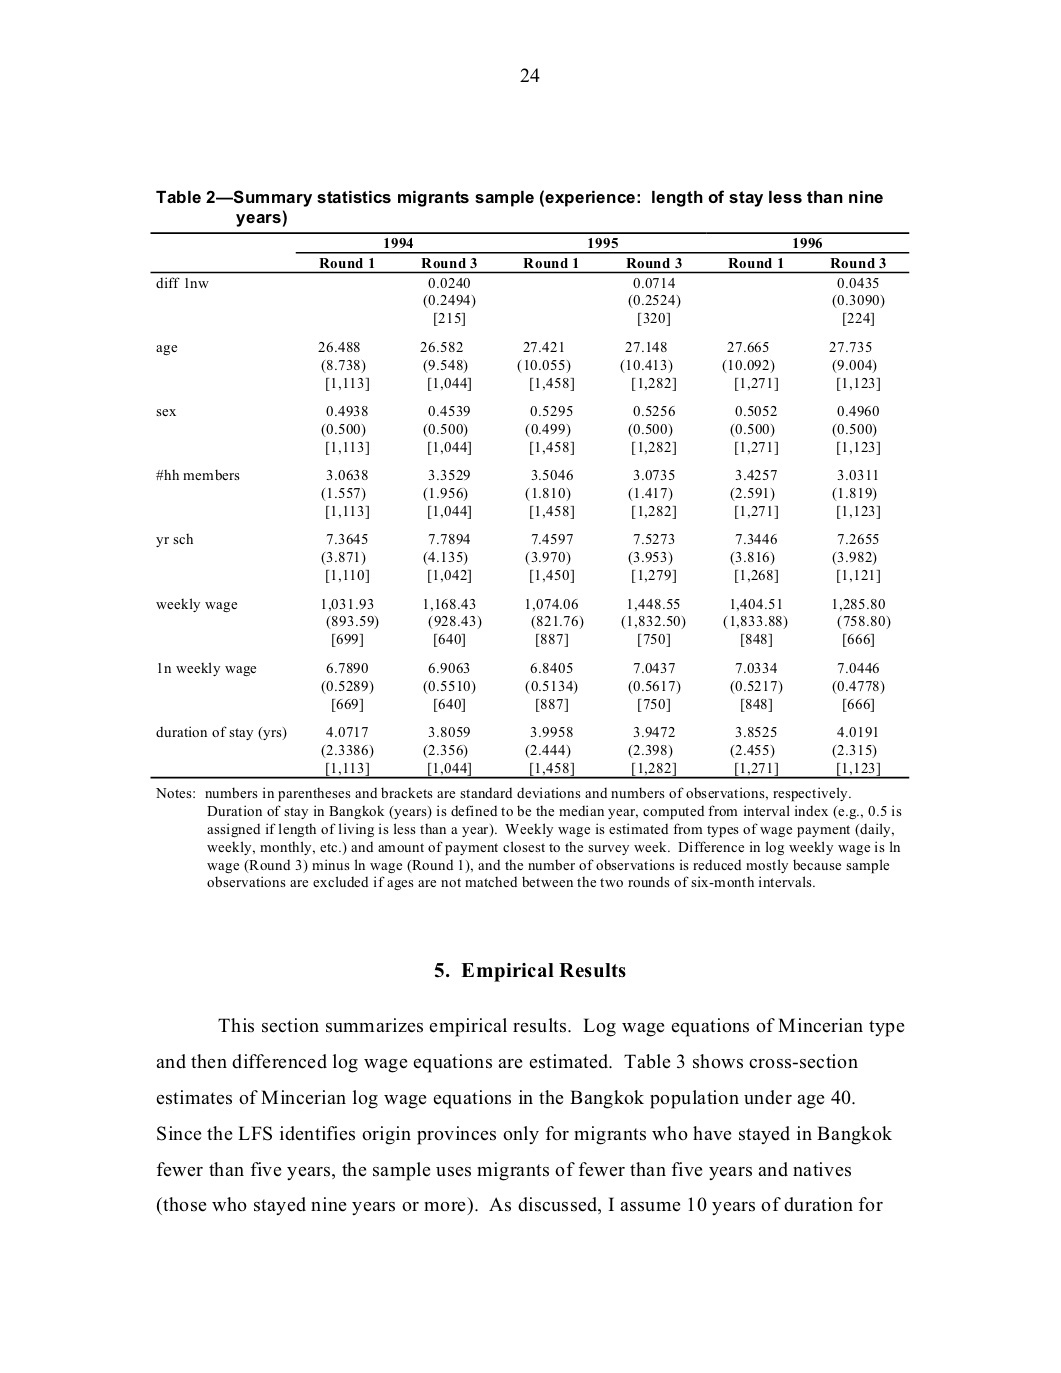 24
Table 2—Summary statistics migrants sample (experience:  length of stay less than nine
years)
1994 1995 1996
Round 1 Round 3 Round 1 Round 3 Round 1 Round 3
diff lnw 0.0240 0.0714 0.0435
(0.2494) (0.2524) (0.3090)
[215] [320] [224]
age 26.488 26.582 27.421 27.148 27.665 27.735
(8.738) (9.548) (10.055) (10.413) (10.092) (9.004)
[1,113] [1,044] [1,458] [1,282] [1,271] [1,123]
sex 0.4938 0.4539 0.5295 0.5256 0.5052 0.4960
(0.500) (0.500) (0.499) (0.500) (0.500) (0.500)
[1,113] [1,044] [1,458] [1,282] [1,271] [1,123]
#hh members 3.0638 3.3529 3.5046 3.0735 3.4257 3.0311
(1.557) (1.956) (1.810) (1.417) (2.591) (1.819)
[1,113] [1,044] [1,458] [1,282] [1,271] [1,123]
yr sch 7.3645 7.7894 7.4597 7.5273 7.3446 7.2655
(3.871) (4.135) (3.970) (3.953) (3.816) (3.982)
[1,110] [1,042] [1,450] [1,279] [1,268] [1,121]
weekly wage 1,031.93 1,168.43 1,074.06 1,448.55 1,404.51 1,285.80
(893.59) (928.43) (821.76) (1,832.50) (1,833.88) (758.80)
[699] [640] [887] [750] [848] [666]
ln weekly wage 6.7890 6.9063 6.8405 7.0437 7.0334 7.0446
(0.5289) (0.5510) (0.5134) (0.5617) (0.5217) (0.4778)
[669] [640] [887] [750] [848] [666]
duration of stay (yrs) 4.0717 3.8059 3.9958 3.9472 3.8525 4.0191
(2.3386) (2.356) (2.444) (2.398) (2.455) (2.315)
[1,113] [1,044] [1,458] [1,282] [1,271] [1,123]
Notes:  numbers in parentheses and brackets are standard deviations and numbers of observations, respectively.
Duration of stay in Bangkok (years) is defined to be the median year, computed from interval index (e.g., 0.5 is
assigned if length of living is less than a year).  Weekly wage is estimated from types of wage payment (daily,
weekly, monthly, etc.) and amount of payment closest to the survey week.  Difference in log weekly wage is ln
wage (Round 3) minus ln wage (Round 1), and the number of observations is reduced mostly because sample
observations are excluded if ages are not matched between the two rounds of six-month intervals.
5.  Empirical Results
This section summarizes empirical results.  Log wage equations of Mincerian type
and then differenced log wage equations are estimated.  Table 3 shows cross-section
estimates of Mincerian log wage equations in the Bangkok population under age 40.
Since the LFS identifies origin provinces only for migrants who have stayed in Bangkok
fewer than five years, the sample uses migrants of fewer than five years and natives
(those who stayed nine years or more).  As discussed, I assume 10 years of duration for